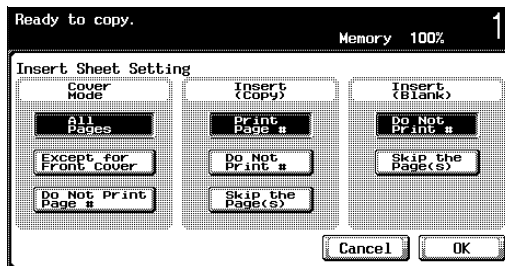 Ready to copy.
Memory 100%
1
Insert Sheet Setting
Cover
Mode
All
Pages
Except for
Front Cover
Do Not Print
Page #
Insert
(Copy)
Print
Page #
Do Not
Print #
Skip the
Page(s)
Insert
(Blank)
Do Not
Print #
Skip the
Page(s)
Cancel
OK